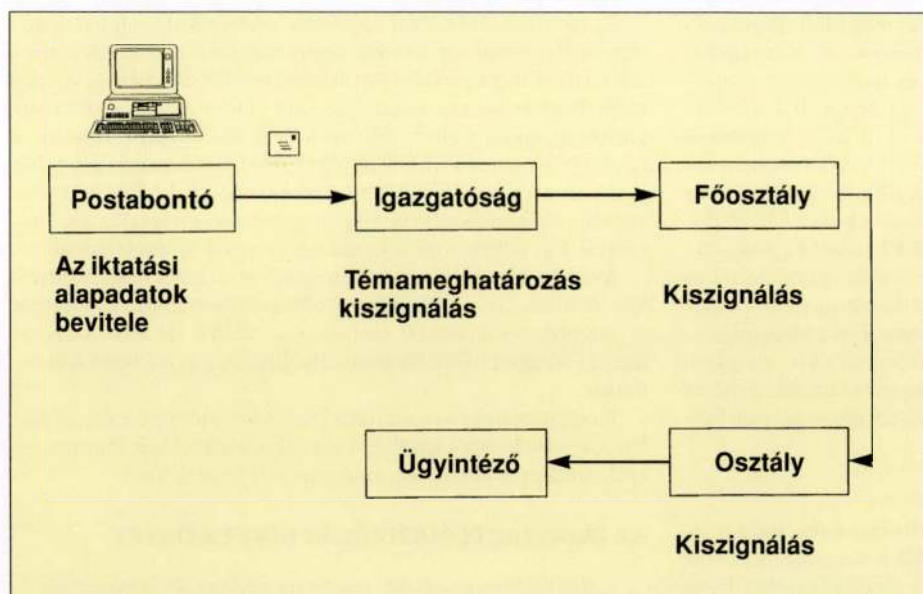 Postabontó
Igazgatóság
Főosztály
Az iktatási
alapadatok
bevitele
Témameghatározás
kiszignálás
Kiszignálás
Ügyintéző
Osztály
Kiszignálás